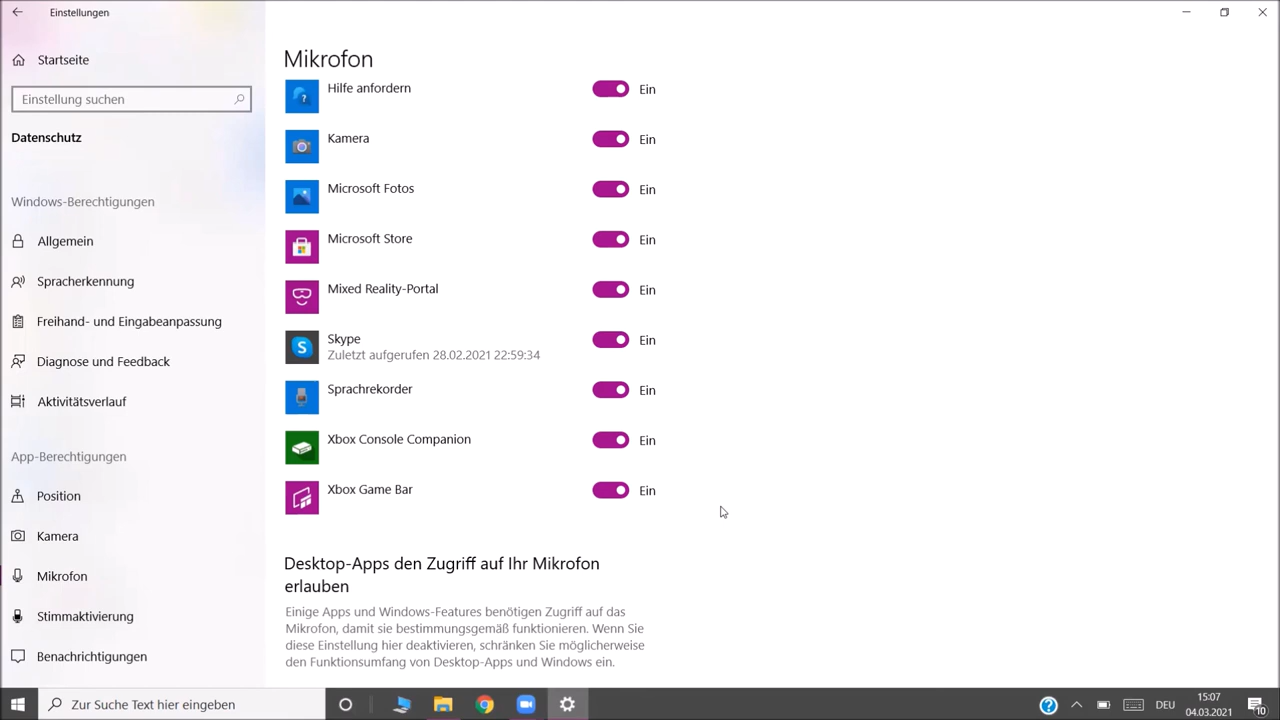 Einstellungen
Startseite
Einstellung suchen
Datenschutz
Windows-Berechtigungen
Allgemein
Spracherkennung
Freihand- und Eingabeanpassung
Diagnose und Feedback
Aktivitätsverlauf
App-Berechtigungen
Position
Kamera
Mikrofon
Stimmaktivierung
Benachrichtigungen
Mikrofon
Hilfe anfordern Ein
Kamera Ein
Microsoft Fotos Ein
Microsoft Store Ein
Mixed Reality-Portal Ein
Skype Ein
Zuletzt aufgerufen 28.02.2021 22:59:34
Sprachrekorder Ein
Xbox Console Companion Ein
Xbox Game Bar Ein
Desktop-Apps den Zugriff auf Ihr Mikrofon
erlauben
Einige Apps und Windows-Features benötigen Zugriff auf das
Mikrofon, damit sie bestimmungsgemäß funktionieren. Wenn Sie
diese Einstellung hier deaktivieren, schränken Sie möglicherweise
den Funktionsumfang von Desktop-Apps und Windows ein.
Zur Suche Text hier eingeben
DEU
15:07
04.03.2021
10